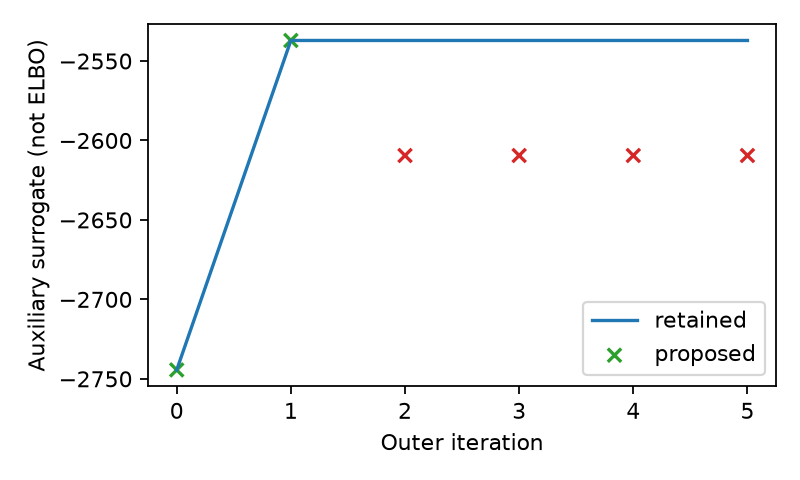 Auxiliary surrogate (not ELBO)
−2550
−2600
−2650
−2700
−2750
0 1 2 3 4 5
Outer iteration
retained
proposed